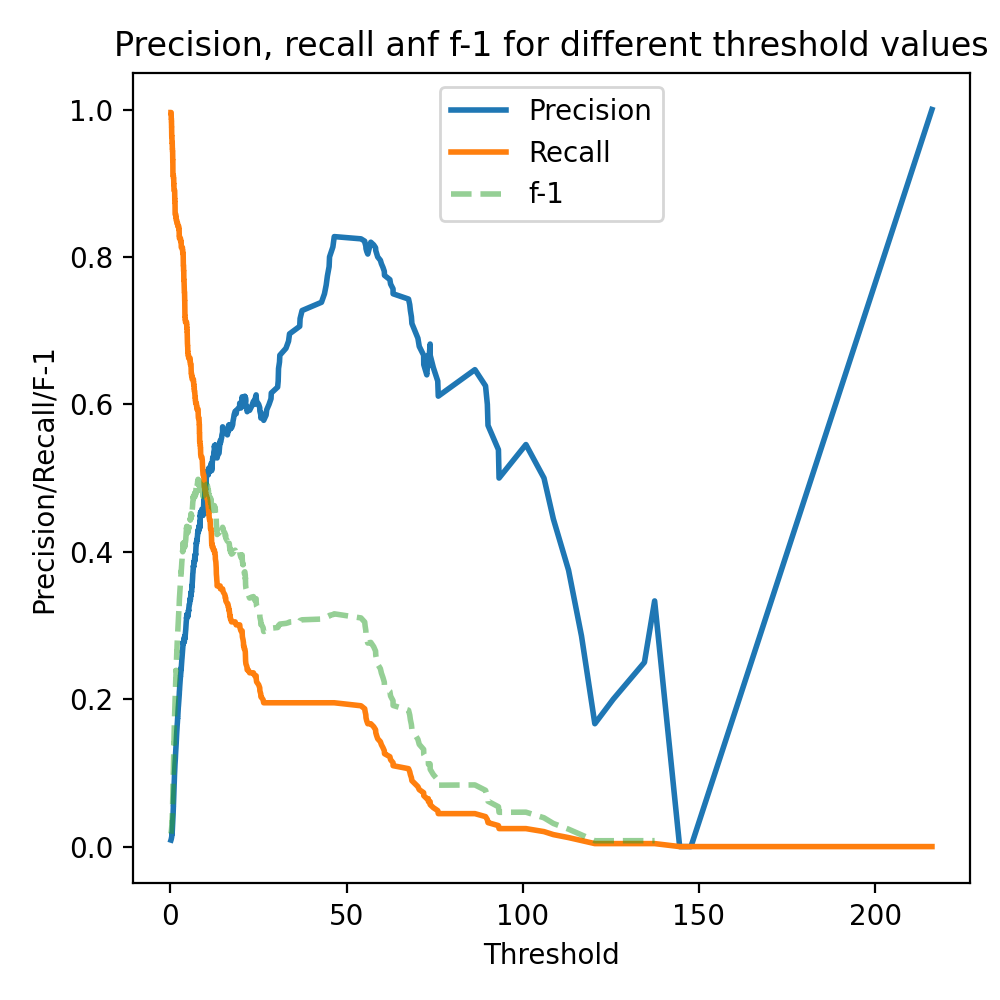 Precision, recall anf f-1 for different threshold values
Precision
Recall
f-1
1.0
0.8
0.6
0.4
0.2
0.0
Precision/Recall/F-1
0 50 100 150 200
Threshold